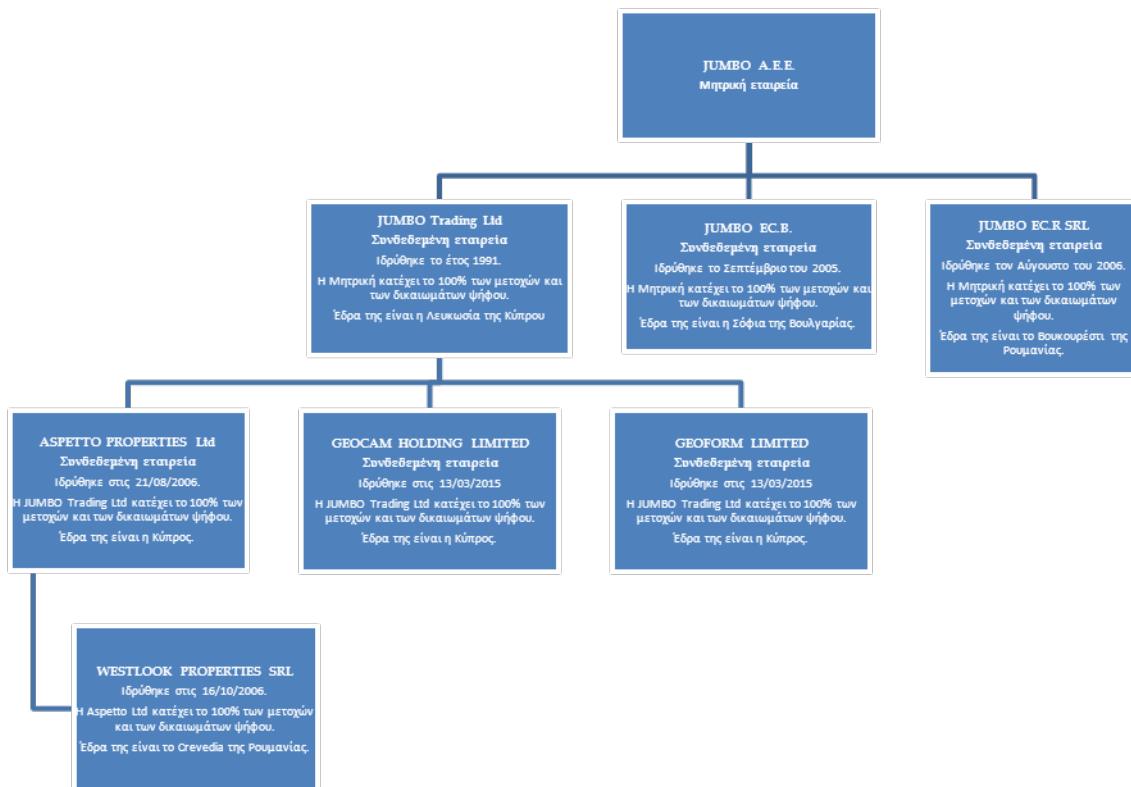 JUMBO A.E.E.
Μητρική εταιρεία
JUMBO Trading Ltd
Συνδεδεμένη εταιρεία
Ιδρύθηκε το έτος 1991.
Η Μητρική κατέχει το 100% των μετοχών και
των δικαιωμάτων ψήφου.
Έδρα της είναι η Λευκωσία της Κύπρου
JUMBO EC.B.
Συνδεδεμένη εταιρεία
Ιδρύθηκε το Σεπτέμβριο του 2005.
Η Μητρική κατέχει το 100% των μετοχών και
των δικαιωμάτων ψήφου.
Έδρα της είναι η Σόφια της Βουλγαρίας.
JUMBO EC.R SRL
Συνδεδεμένη εταιρεία
Ιδρύθηκε τον Αύγουστο του 2006.
Η Μητρική κατέχει το 100% των
μετοχών και των δικαιωμάτων
ψήφου.
Έδρα της είναι το Βουκουρέστι της
Ρουμανίας.
ASPETTO PROPERTIES Ltd
Συνδεδεμένη εταιρεία
Ιδρύθηκε στις 21/08/2006.
Η JUMBO Trading Ltd κατέχει το 100% των
μετοχών και των δικαιωμάτων ψήφου.
Έδρα της είναι η Κύπρος.
GEOCAM HOLDING LIMITED
Συνδεδεμένη εταιρεία
Ιδρύθηκε στις 13/03/2015
Η JUMBO Trading Ltd κατέχει το 100% των
μετοχών και των δικαιωμάτων ψήφου.
Έδρα της είναι η Κύπρος.
GEOFORM LIMITED
Συνδεδεμένη εταιρεία
Ιδρύθηκε στις 13/03/2015
Η JUMBO Trading Ltd κατέχει το 100% των
μετοχών και των δικαιωμάτων ψήφου.
Έδρα της είναι η Κύπρος.
WESTLOOK PROPERTIES SRL
Ιδρύθηκε στις 16/10/2006.
Η Aspetto Ltd κατέχει το 100% των μετοχών
και των δικαιωμάτων ψήφου.
Έδρα της είναι το Crevedia της Ρουμανίας.